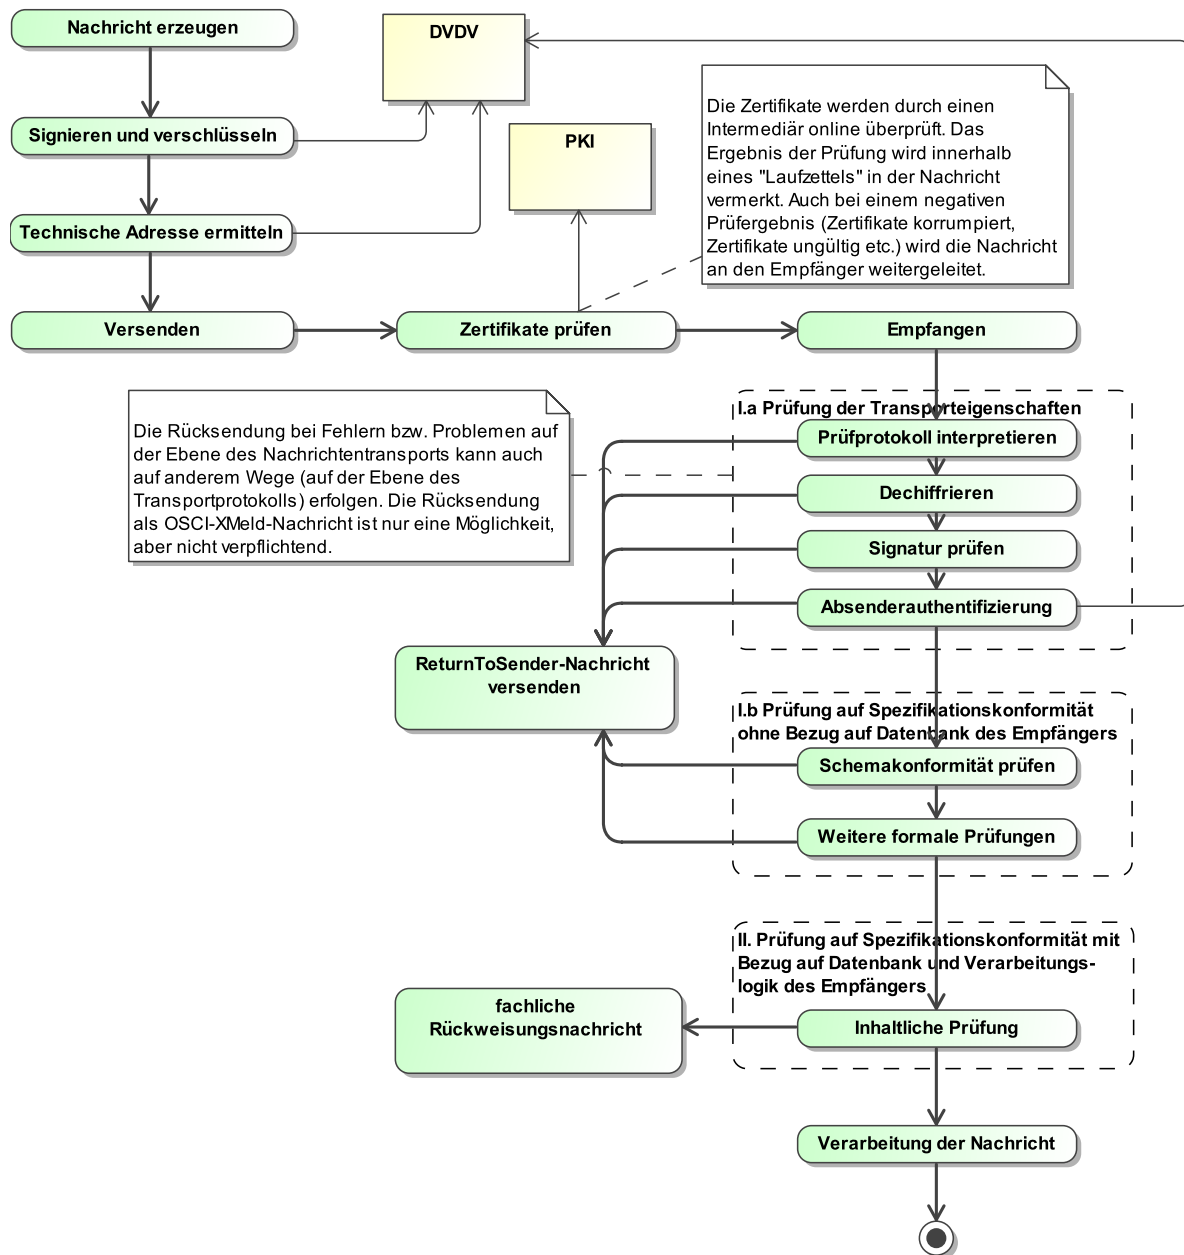 Nachricht erzeugen
DVDV
Signieren und verschlüsseln
PKI
Die Zertifikate werden durch einen
Intermediär online überprüft. Das
Ergebnis der Prüfung wird innerhalb
eines "Laufzettels" in der Nachricht
vermerkt. Auch bei einem negativen
Prüfergebnis (Zertifikate korrumpiert,
Zertifikate ungültig etc.) wird die Nachricht
an den Empfänger weitergeleitet.
Technische Adresse ermitteln
Versenden
Zertifikate prüfen
Empfangen
Die Rücksendung bei Fehlern bzw. Problemen auf
der Ebene des Nachrichtentransports kann auch
auf anderem Wege (auf der Ebene des
Transportprotokolls) erfolgen. Die Rücksendung
als OSCI-XMeld-Nachricht ist nur eine Möglichkeit,
aber nicht verpflichtend.
I.a Prüfung der Transporteigenschaften
Prüfprotokoll interpretieren
Dechiffrieren
Signatur prüfen
Absenderauthentifizierung
ReturnToSender-Nachricht
versenden
I.b Prüfung auf Spezifikationskonformität
ohne Bezug auf Datenbank des Empfängers
Schemakonformität prüfen
Weitere formale Prüfungen
II. Prüfung auf Spezifikationskonformität mit
Bezug auf Datenbank und Verarbeitungs-
logik des Empfängers
fachliche
Rückweisungsnachricht
Inhaltliche Prüfung
Verarbeitung der Nachricht